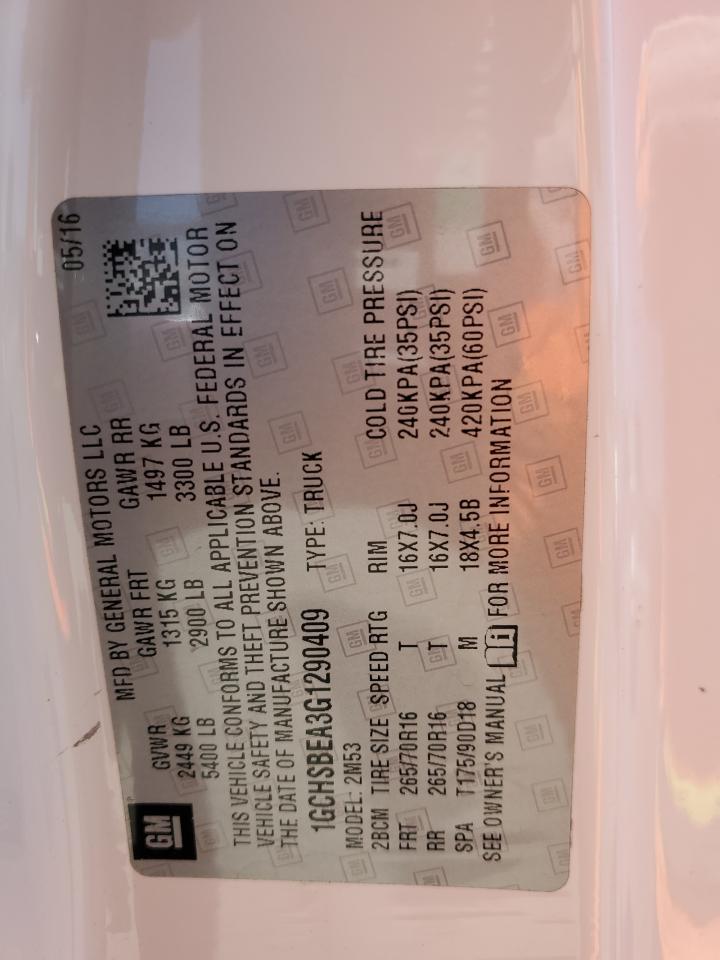 MFD BY GENERAL MOTORS LLC 05/16
GVWR GAWR FRT GAWR RR
2449 KG 1315 KG 1497 KG
5400 LB 2900 LB 3300 LB
GM
THIS VEHICLE CONFORMS TO ALL APPLICABLE U.S. FEDERAL MOTOR
VEHICLE SAFETY AND THEFT PREVENTION STANDARDS IN EFFECT ON
THE DATE OF MANUFACTURE SHOWN ABOVE.
1GCHSBEA3G1290409 TYPE: TRUCK
MODEL: 2M53
2BCM TIRE SIZE SPEED RTG RIM COLD TIRE PRESSURE
FRT 265/70R16 T 16X7.0J 240KPA(35PSI)
RR 265/70R16 T 16X7.0J 240KPA(35PSI)
SPA T175/90D18 M 18X4.5B 420KPA(60PSI)
SEE OWNER'S MANUAL FOR MORE INFORMATION